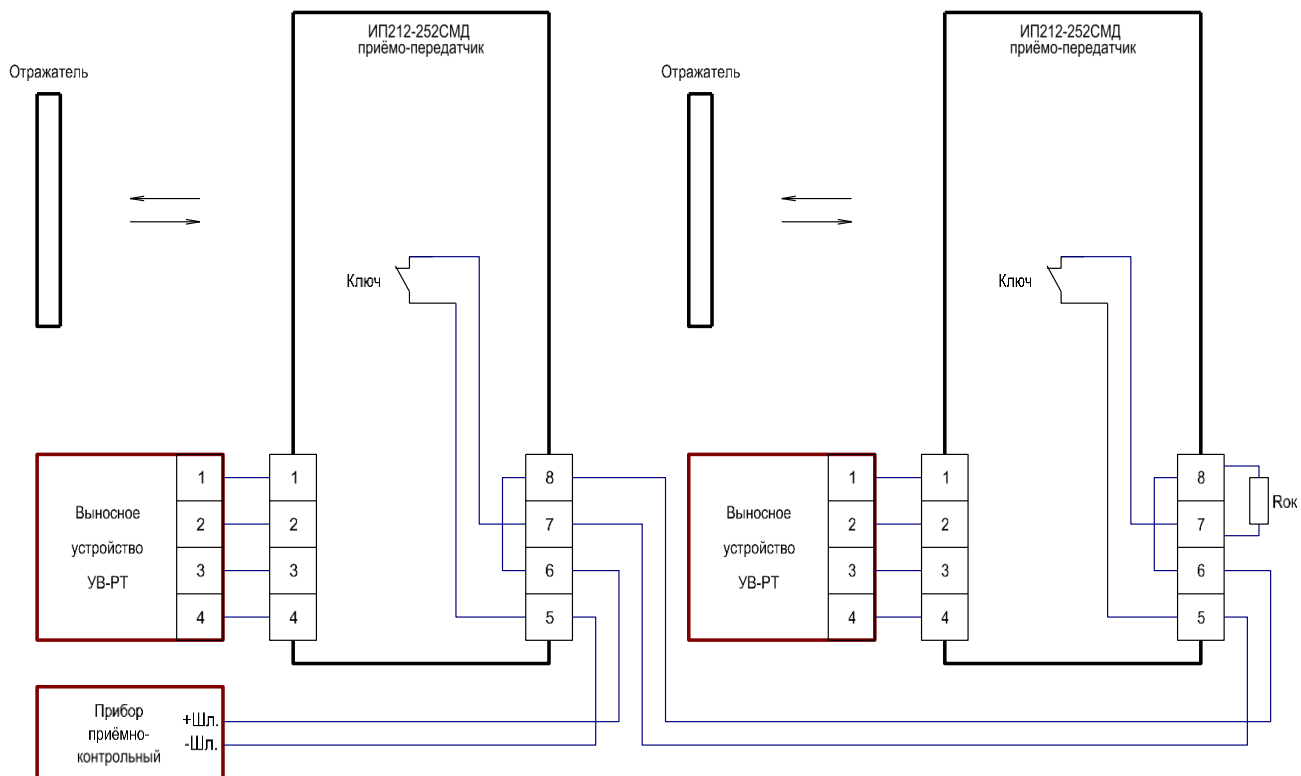 ИП212-252СМД
приёмо-передатчик
Отражатель
Ключ
Выносное
устройство
УВ-РТ
1
2
3
4
1
2
3
4
8
7
6
5
Прибор
приёмно-
контрольный
+Шл.
-Шл.
ИП212-252СМД
приёмо-передатчик
Отражатель
Ключ
Выносное
устройство
УВ-РТ
1
2
3
4
1
2
3
4
8
7
6
5
Rок